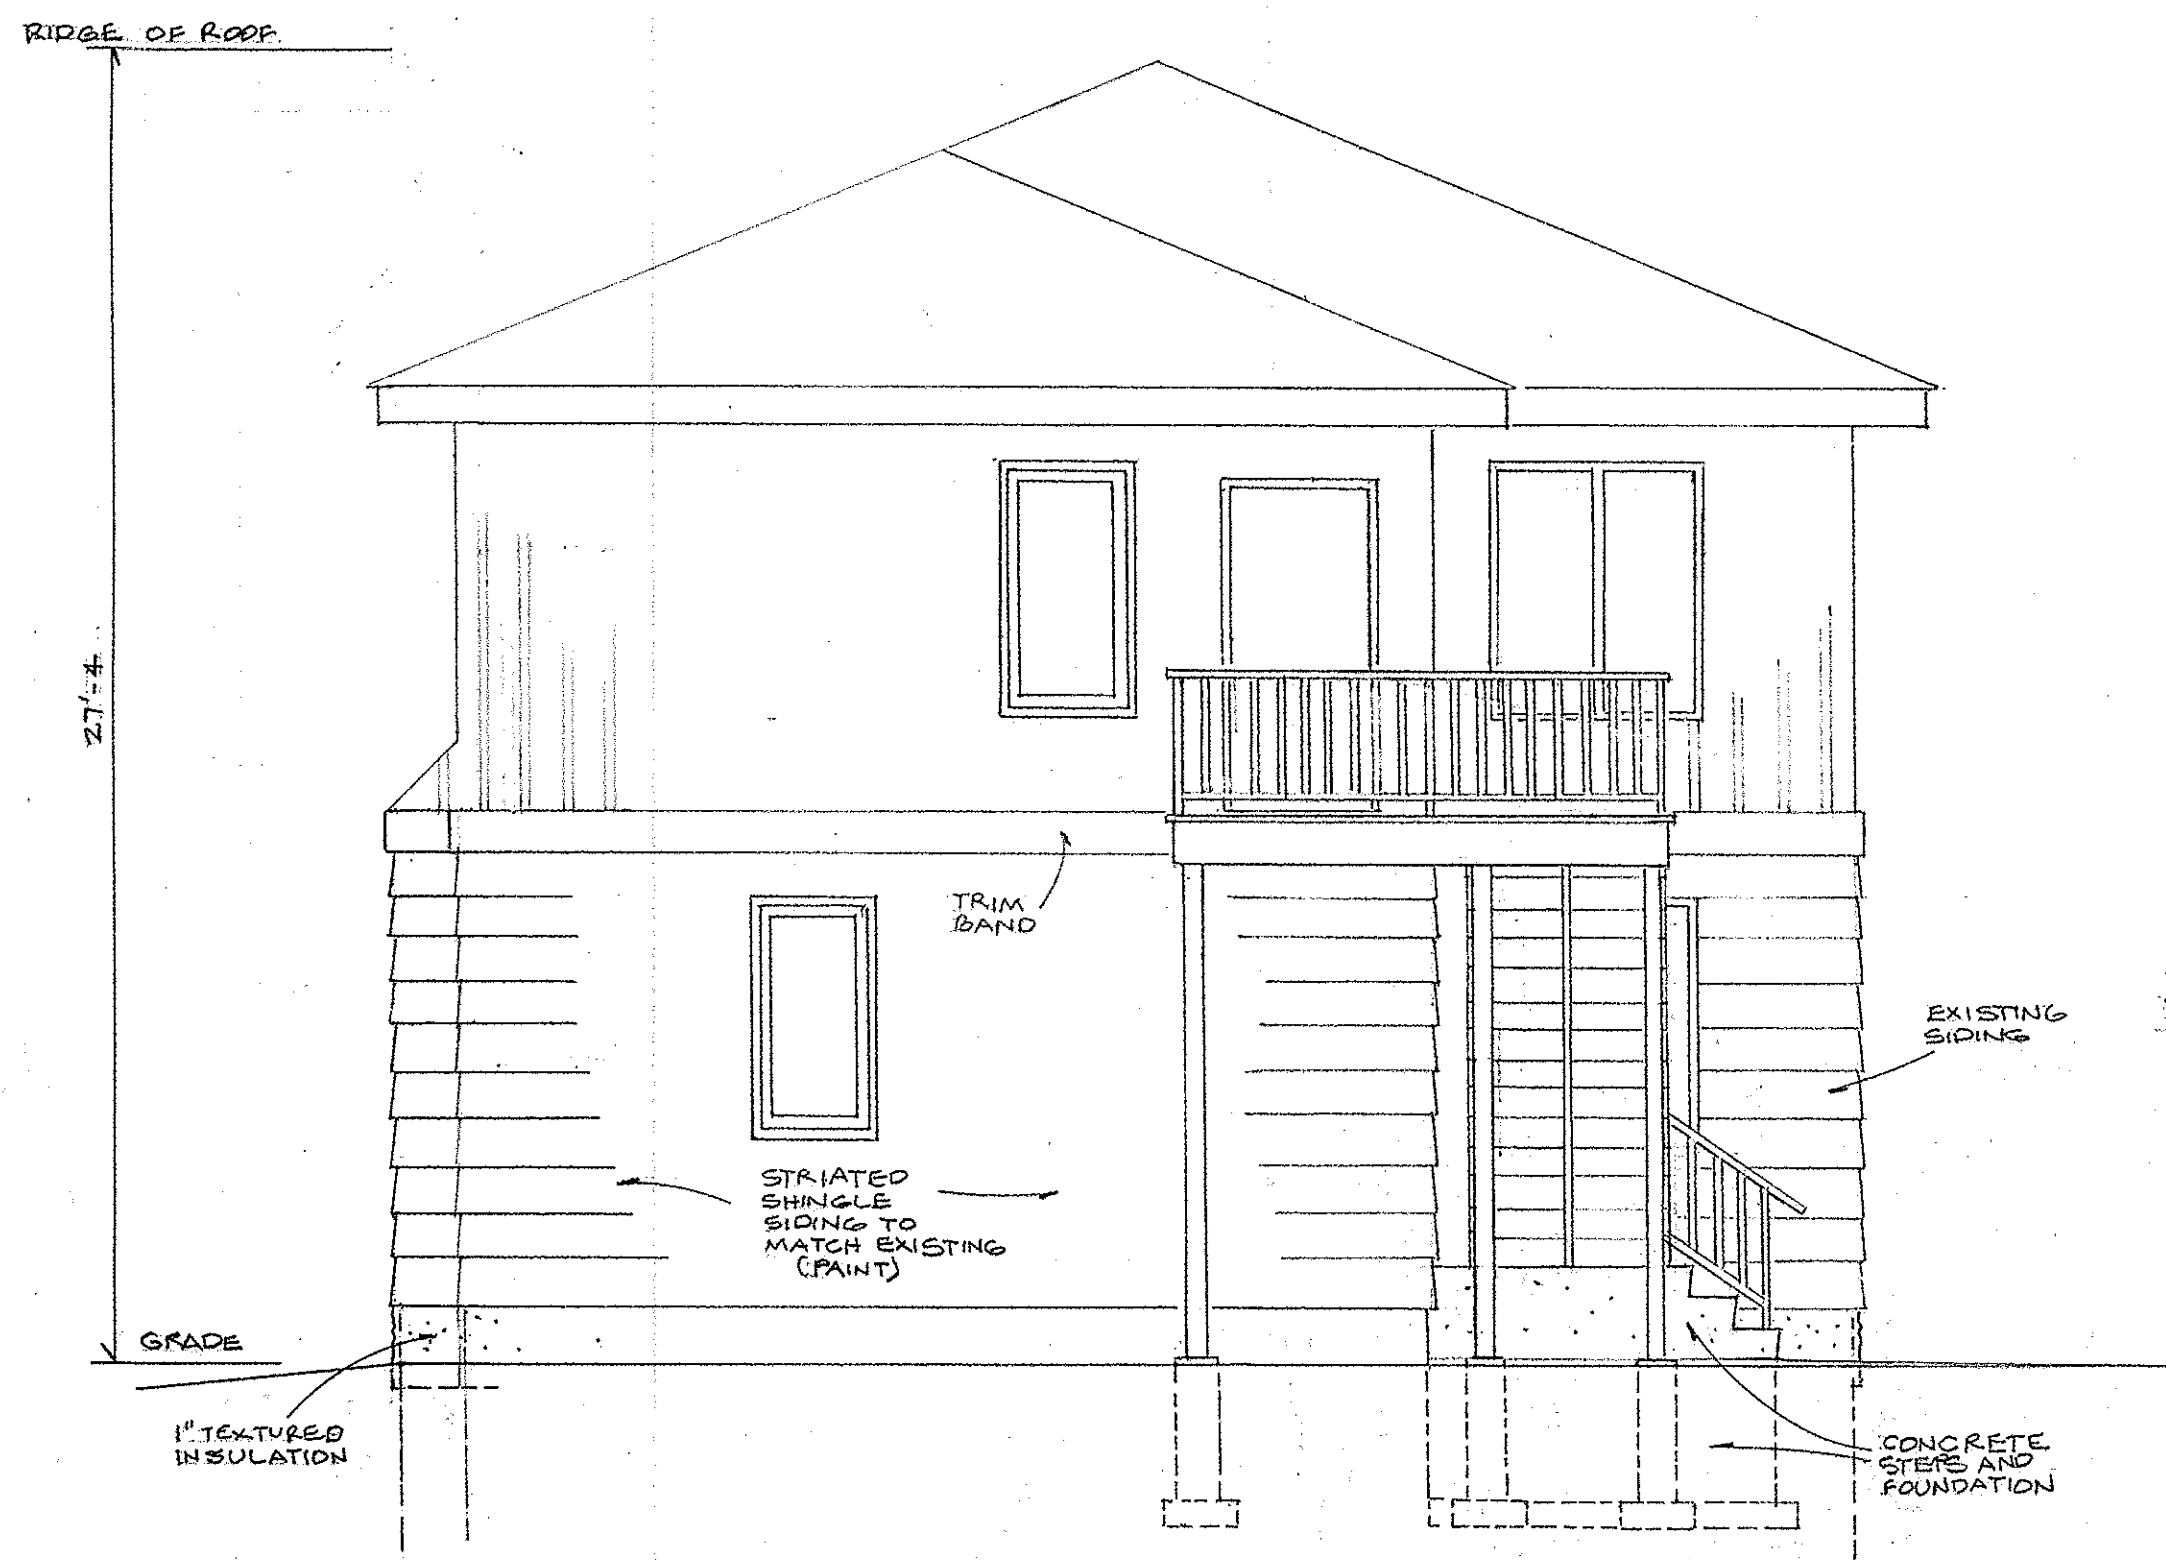 RIDGE OF ROOF
27'-4
TRIM
BAND
EXISTING
SIDING
STRIATED
SHINGLE
SIDING TO
MATCH EXISTING
(PAINT)
GRADE
1" TEXTURED
INSULATION
CONCRETE
STEPS AND
FOUNDATION